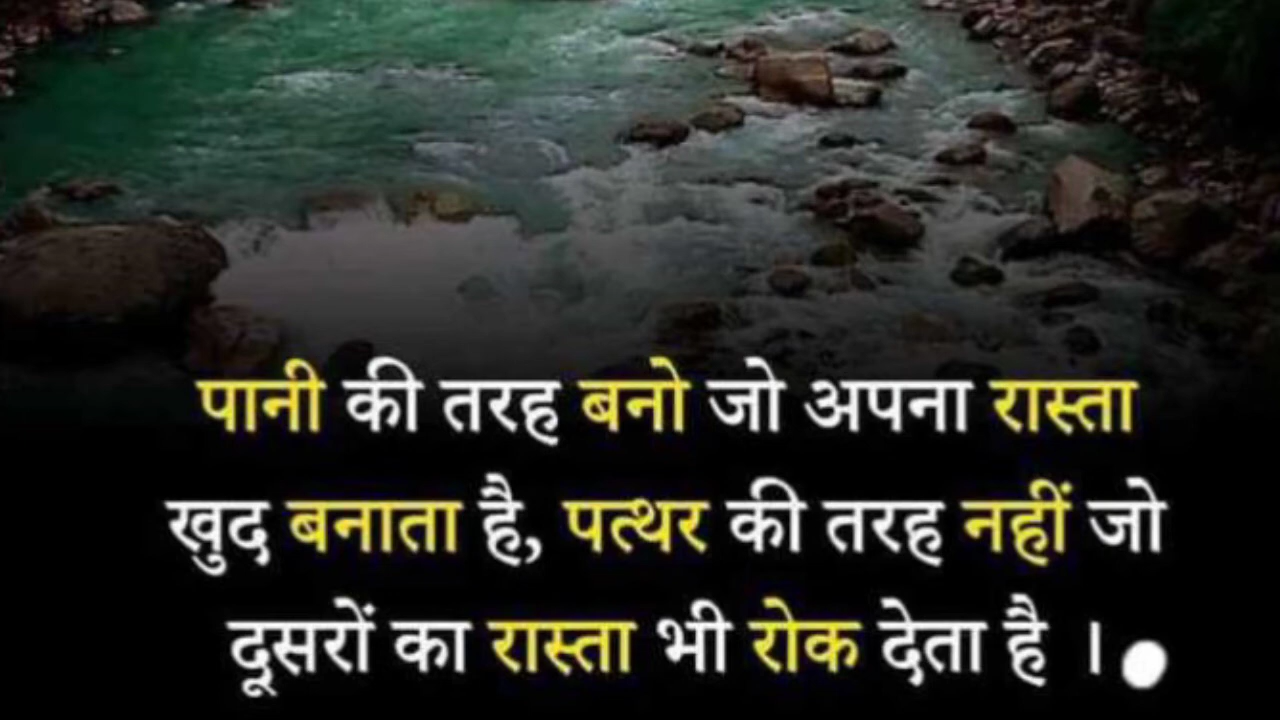 पानी की तरह बनो जो अपना रास्ता
खुद बनाता है, पत्थर की तरह नहीं जो
दूसरों का रास्ता भी रोक देता है ।